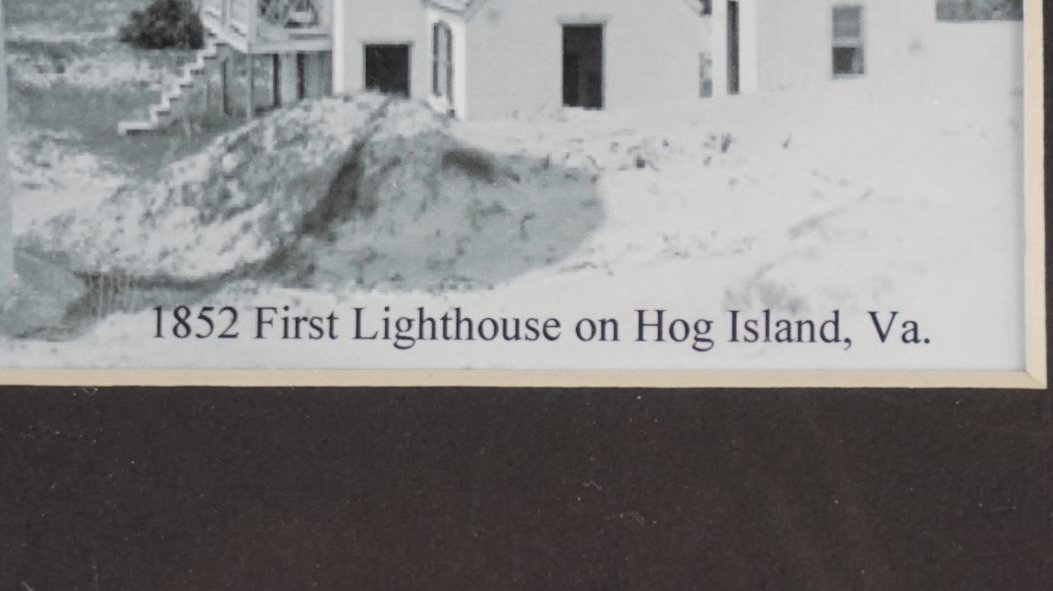 1852 First Lighthouse on Hog Island, Va.